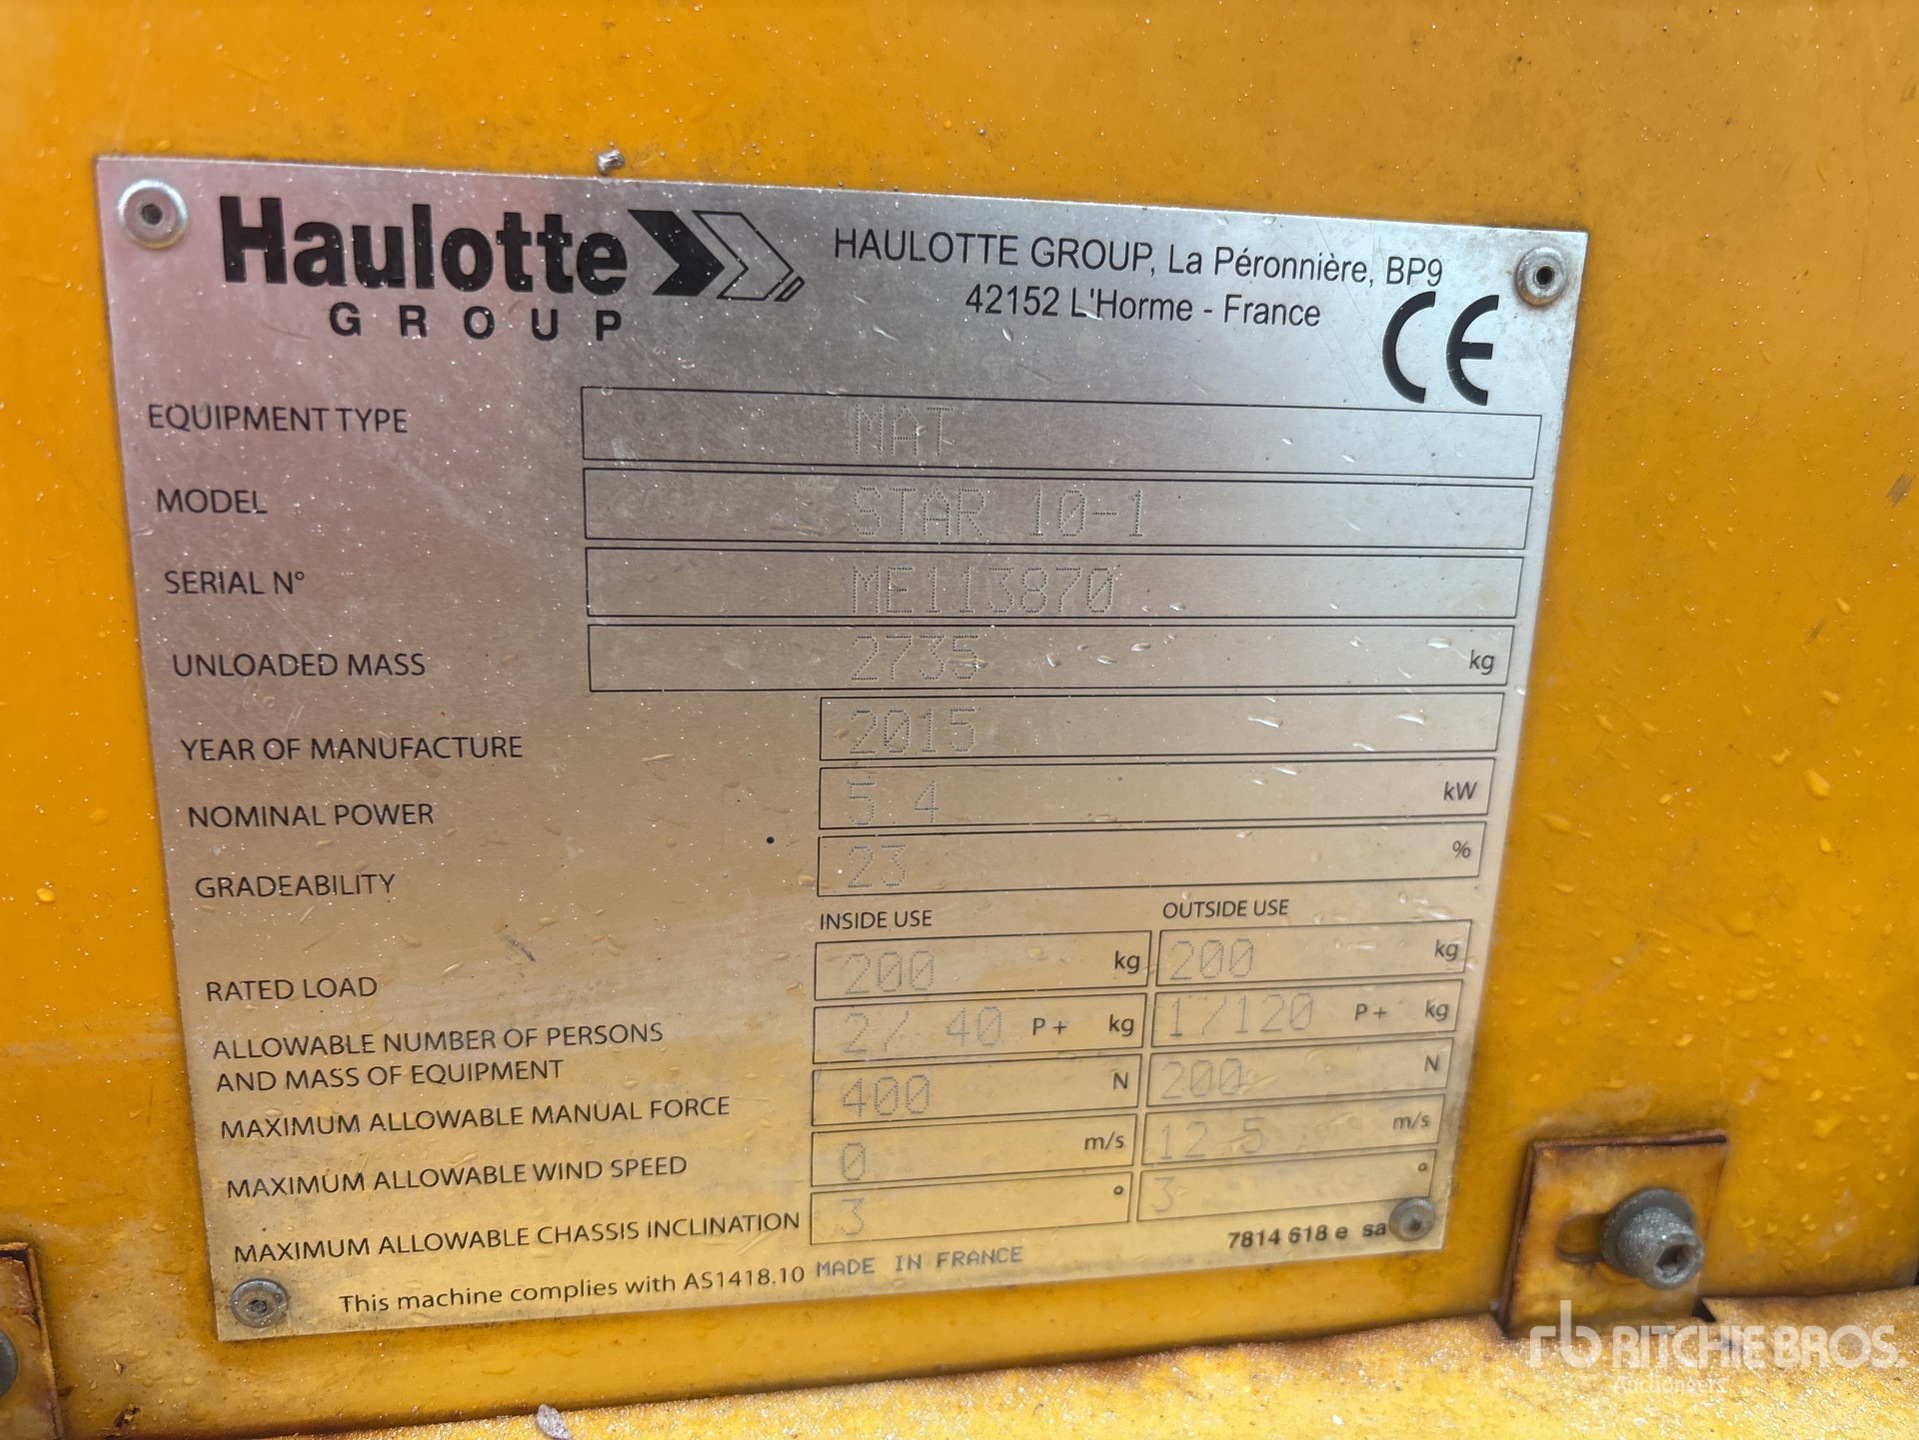 Haulotte
GROUP
HAULOTTE GROUP, La Péronnière, BP9
42152 L'Horme - France
CE
EQUIPMENT TYPE MAT
MODEL STAR 10-1
SERIAL N° ME113870
UNLOADED MASS 2735 kg
YEAR OF MANUFACTURE 2015
NOMINAL POWER 5 4 kW
GRADEABILITY 23 %
INSIDE USE OUTSIDE USE
RATED LOAD 200 kg 200 kg
ALLOWABLE NUMBER OF PERSONS
AND MASS OF EQUIPMENT 2/ 40 P+ kg 1/120 P+ kg
MAXIMUM ALLOWABLE MANUAL FORCE 400 N 200 N
MAXIMUM ALLOWABLE WIND SPEED 0 m/s 12 5 m/s
MAXIMUM ALLOWABLE CHASSIS INCLINATION 3 ° 3 °
7814 618 e sa
This machine complies with AS1418.10 MADE IN FRANCE
rb RITCHIE BROS.
Auctioneers